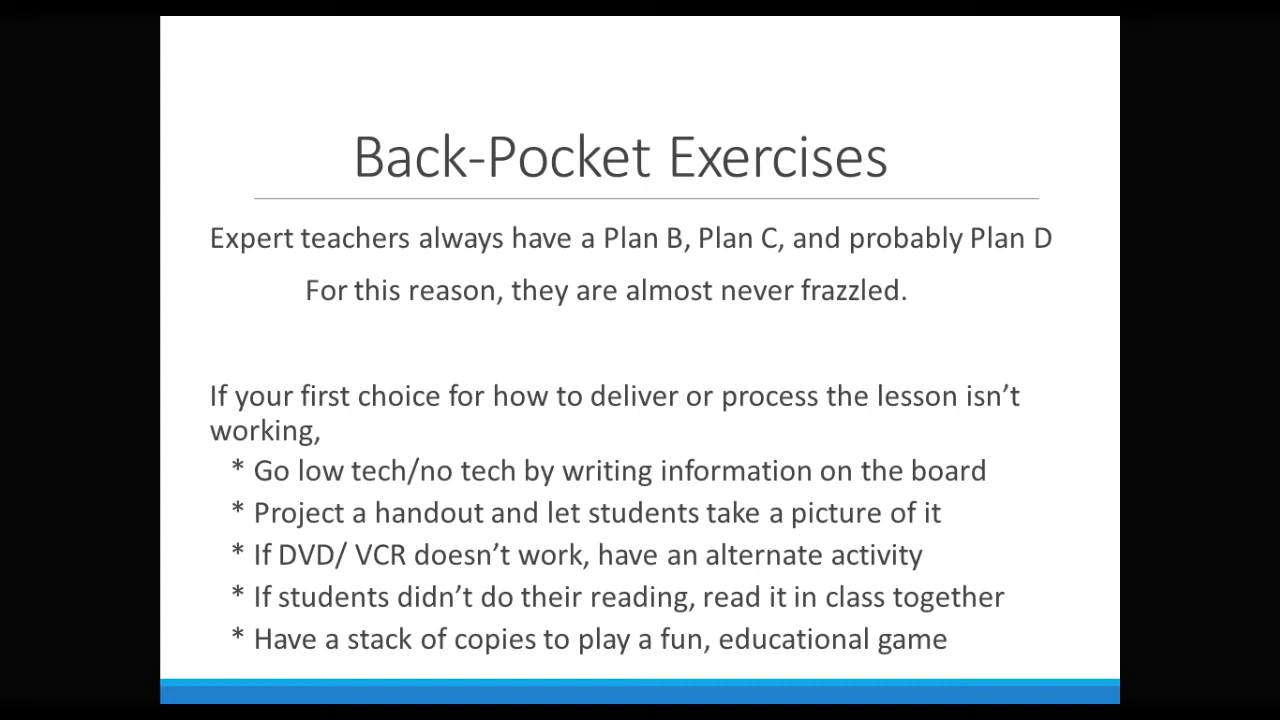 Back-Pocket Exercises
Expert teachers always have a Plan B, Plan C, and probably Plan D
For this reason, they are almost never frazzled.
If your first choice for how to deliver or process the lesson isn’t
working,
* Go low tech/no tech by writing information on the board
* Project a handout and let students take a picture of it
* If DVD/ VCR doesn’t work, have an alternate activity
* If students didn’t do their reading, read it in class together
* Have a stack of copies to play a fun, educational game